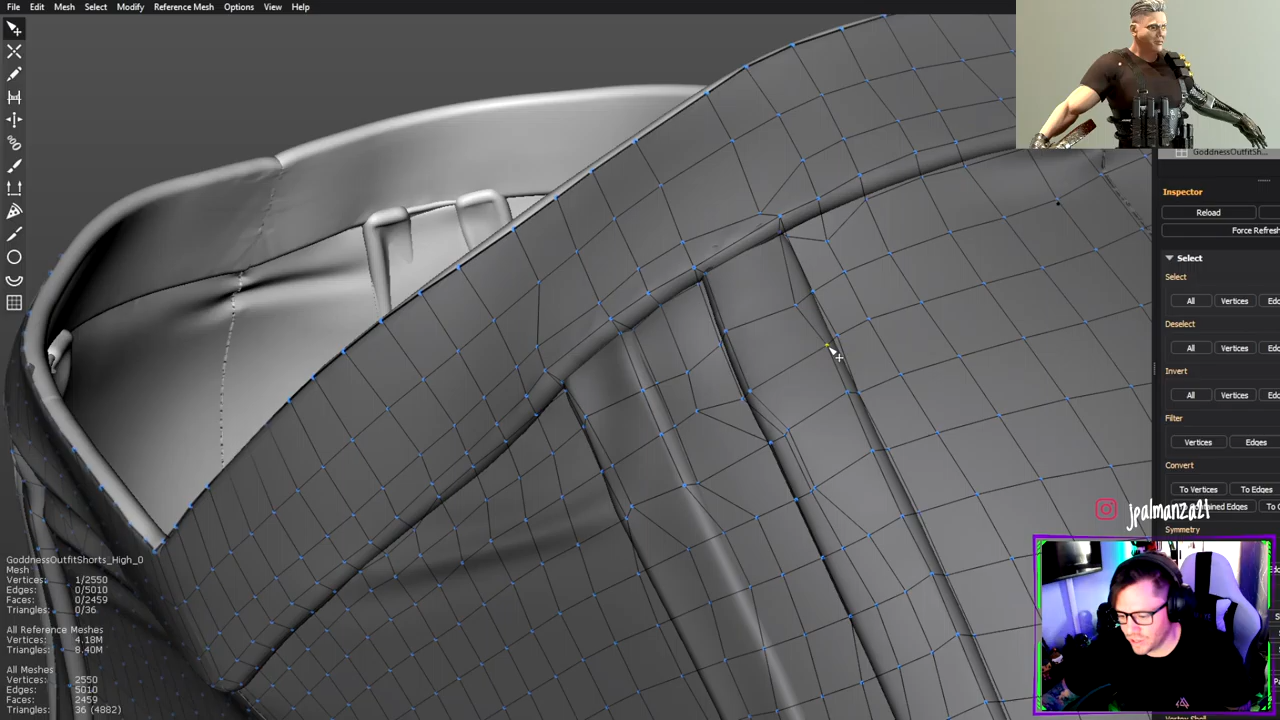 File Edit Mesh Select Modify Reference Mesh Options View Help
GoddnessOutfitSh...
Inspector
Reload
Force Refresh
Select
Select
All Vertices
Deselect
All Vertices
Invert
All Vertices
Filter
Vertices Edges
Convert
To Vertices To Edges
Edges
jpalmanza21
Symmetry
GoddnessOutfitShorts_High_0
Mesh
Vertices: 1/2550
Edges: 0/5010
Faces: 0/2459
Triangles: 0/36
All Reference Meshes
Vertices: 4.18M
Triangles: 8.40M
All Meshes
Vertices 2550
Edges: 5010
Faces: 2459
Triangles: 36 (4882)